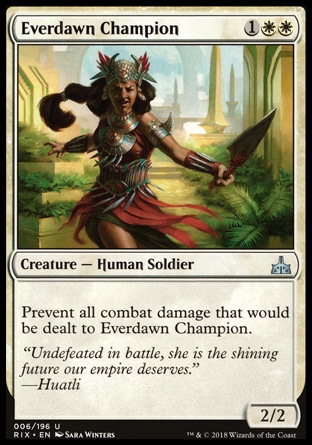 Everdawn Champion 1
Creature — Human Soldier
Prevent all combat damage that would
be dealt to Everdawn Champion.
“Undefeated in battle, she is the shining
future our empire deserves.”
—Huatli
2/2
006/196 U
RIX • EN SARA WINTERS
™ & © 2018 Wizards of the Coast